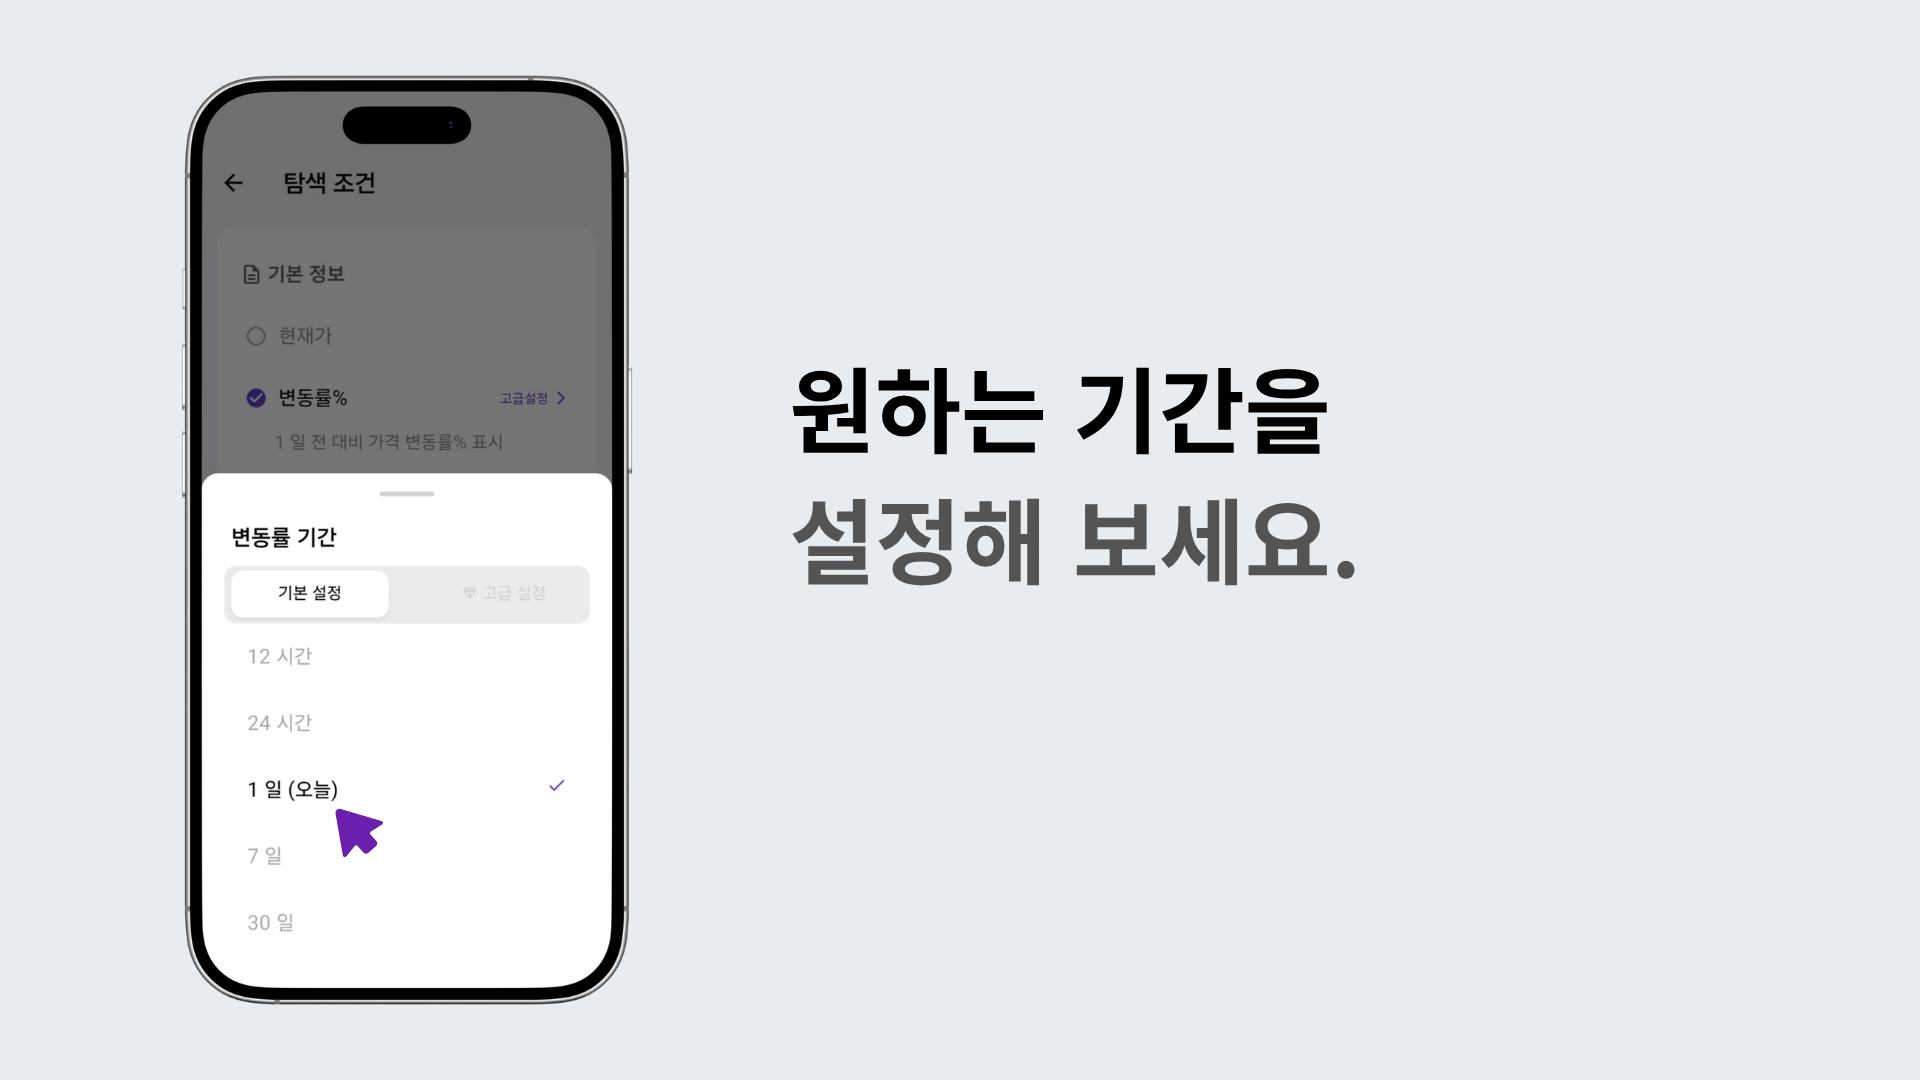 탐색 조건
기본 정보
현재가
변동률% 고급설정
1 일 전 대비 가격 변동률% 표시
변동률 기간
기본 설정 고급 설정
12 시간
24 시간
1 일 (오늘)
7 일
30 일
원하는 기간을
설정해 보세요.